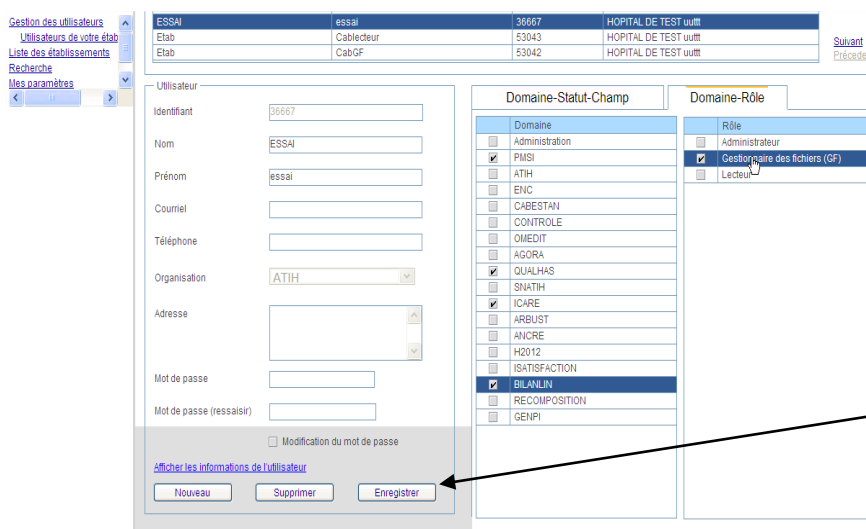 Gestion des utilisateurs
Utilisateurs de votre étab
Liste des établissements
Recherche
Mes paramètres
ESSAI essai 36667 HOPITAL DE TEST uuttt
Etab Cablecteur 53043 HOPITAL DE TEST uuttt
Etab CabGF 53042 HOPITAL DE TEST uuttt
Suivant
Précede
Utilisateur
Identifiant 36667
Nom ESSAI
Prénom essai
Courriel
Téléphone
Organisation ATIH
Adresse
Mot de passe
Mot de passe (ressaisir)
Modification du mot de passe
Afficher les informations de l'utilisateur
Nouveau Supprimer Enregistrer
Domaine-Statut-Champ Domaine-Rôle
Domaine
Administration
PMSI
ATIH
ENC
CABESTAN
CONTROLE
OMEDIT
AGORA
QUALHAS
SNATIH
ICARE
ARBUST
ANCRE
H2012
ISATISFACTION
BILANLIN
RECOMPOSITION
GENPI
Rôle
Administrateur
Gestionnaire des fichiers (GF)
Lecteur